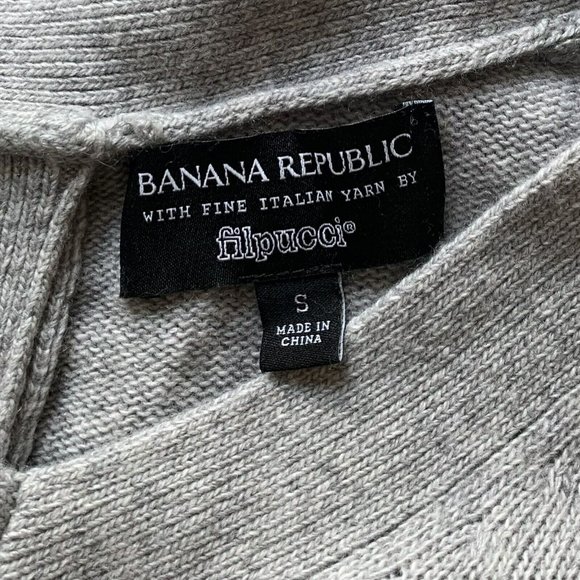 BANANA REPUBLIC
WITH FINE ITALIAN YARN BY
filpucci®
S
MADE IN
CHINA